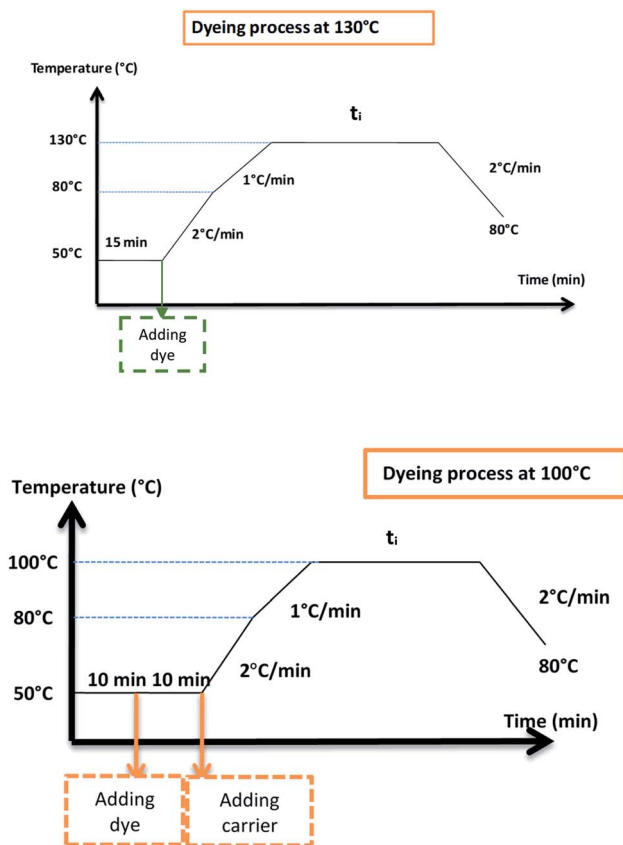 Dyeing process at 130°C
Temperature (°C)
t_i
130°C
1°C/min
2°C/min
80°C
15 min
2°C/min
80°C
50°C
Time (min)
Adding
dye
Dyeing process at 100°C
Temperature (°C)
t_i
100°C
1°C/min
2°C/min
80°C
10 min 10 min
2°C/min
80°C
50°C
Time (min)
Adding
dye
Adding
carrier